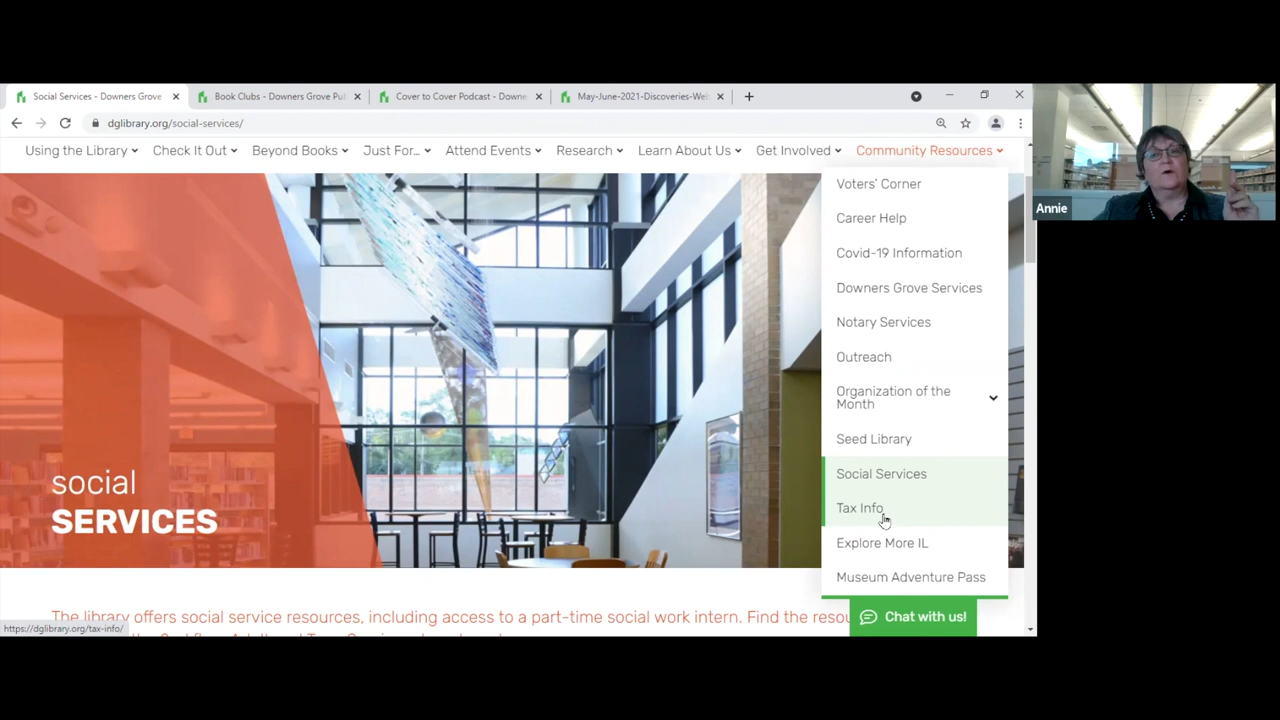 Social Services - Downers Grove
Book Clubs - Downers Grove Pu
Cover to Cover Podcast - Downe
May-June-2021-Discoveries-Web
dglibrary.org/social-services/
Using the Library
Check It Out
Beyond Books
Just For...
Attend Events
Research
Learn About Us
Get Involved
Community Resources
Voters' Corner
Career Help
Covid-19 Information
Downers Grove Services
Notary Services
Outreach
Organization of the
Month
Seed Library
Social Services
Tax Info
Explore More IL
Museum Adventure Pass
Annie
social
SERVICES
The library offers social service resources, including access to a part-time social work intern. Find the resou
Chat with us!
https://dglibrary.org/tax-info/